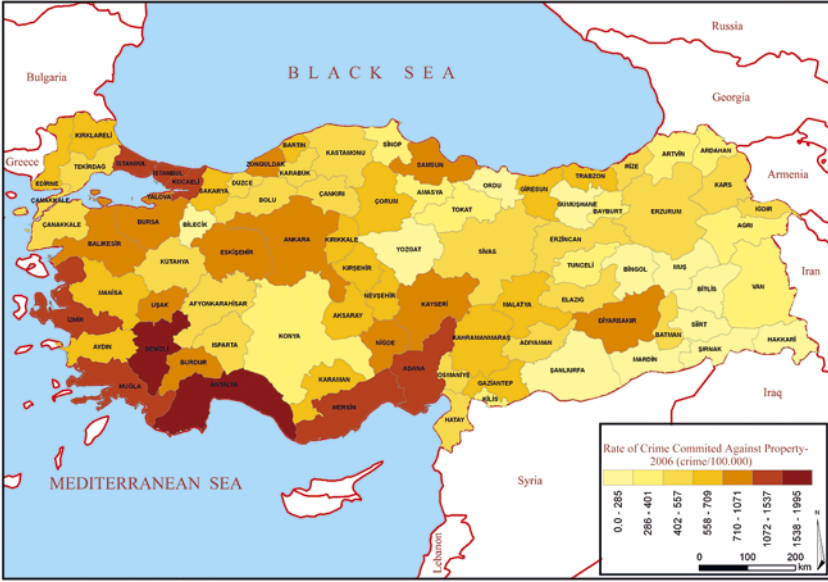 Russia
BLACK SEA
Bulgaria
Georgia
Greece
Armenia
Iran
Iraq
Syria
Lebanon
MEDITERRANEAN SEA
KIRKLARELİ
TEKİRDAĞ
EDİRNE
İSTANBUL
İSTANBUL
KOCAELİ
YALOVA
SAKARYA
DÜZCE
ZONGULDAK
BARTIN
KARABÜK
KASTAMONU
SİNOP
SAMSUN
ORDU
GİRESUN
TRABZON
RİZE
ARTVİN
ARDAHAN
KARS
IĞDIR
AĞRI
ÇANAKKALE
ÇANAKKALE
BALIKESİR
BURSA
BİLECİK
BOLU
ÇANKIRI
ÇORUM
AMASYA
TOKAT
GÜMÜŞHANE
BAYBURT
ERZURUM
ERZİNCAN
ESKİŞEHİR
ANKARA
KIRIKKALE
YOZGAT
SİVAS
TUNCELİ
BİNGÖL
MUŞ
BİTLİS
VAN
KÜTAHYA
MANİSA
UŞAK
AFYONKARAHİSAR
KIRŞEHİR
NEVŞEHİR
KAYSERİ
MALATYA
ELAZIĞ
DİYARBAKIR
BATMAN
SİİRT
ŞIRNAK
HAKKARİ
İZMİR
AYDIN
DENİZLİ
ISPARTA
BURDUR
KONYA
AKSARAY
NİĞDE
KAHRAMANMARAŞ
ADIYAMAN
ŞANLIURFA
MARDİN
MUĞLA
ANTALYA
KARAMAN
MERSİN
ADANA
OSMANİYE
GAZİANTEP
KİLİS
HATAY
Rate of Crime Commited Against Property-
2006 (crime/100.000)
0,0 - 285
286 - 401
402 - 557
558 - 709
710 - 1071
1072 - 1537
1538 - 1995
N
0 100 200
km